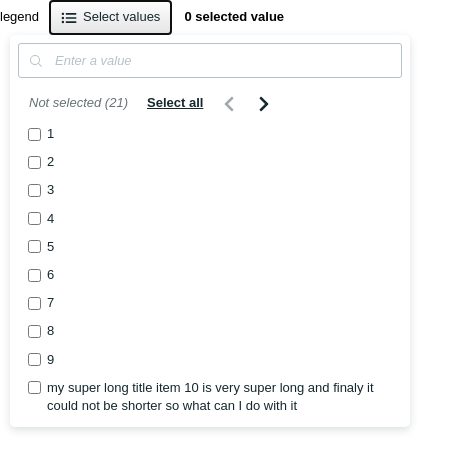 legend Select values 0 selected value
Enter a value
Not selected (21) Select all
1
2
3
4
5
6
7
8
9
my super long title item 10 is very super long and finaly it
could not be shorter so what can I do with it